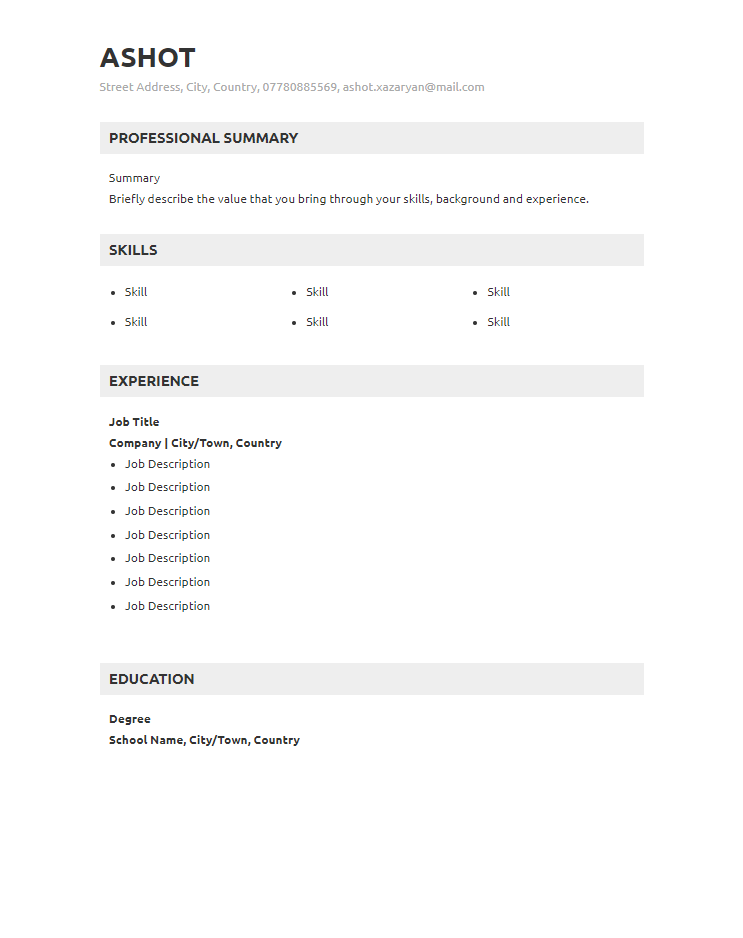 ASHOT
Street Address, City, Country, 07780885569, ashot.xazaryan@mail.com
PROFESSIONAL SUMMARY
Summary
Briefly describe the value that you bring through your skills, background and experience.
SKILLS
• Skill • Skill • Skill
• Skill • Skill • Skill
EXPERIENCE
Job Title
Company | City/Town, Country
• Job Description
• Job Description
• Job Description
• Job Description
• Job Description
• Job Description
• Job Description
EDUCATION
Degree
School Name, City/Town, Country